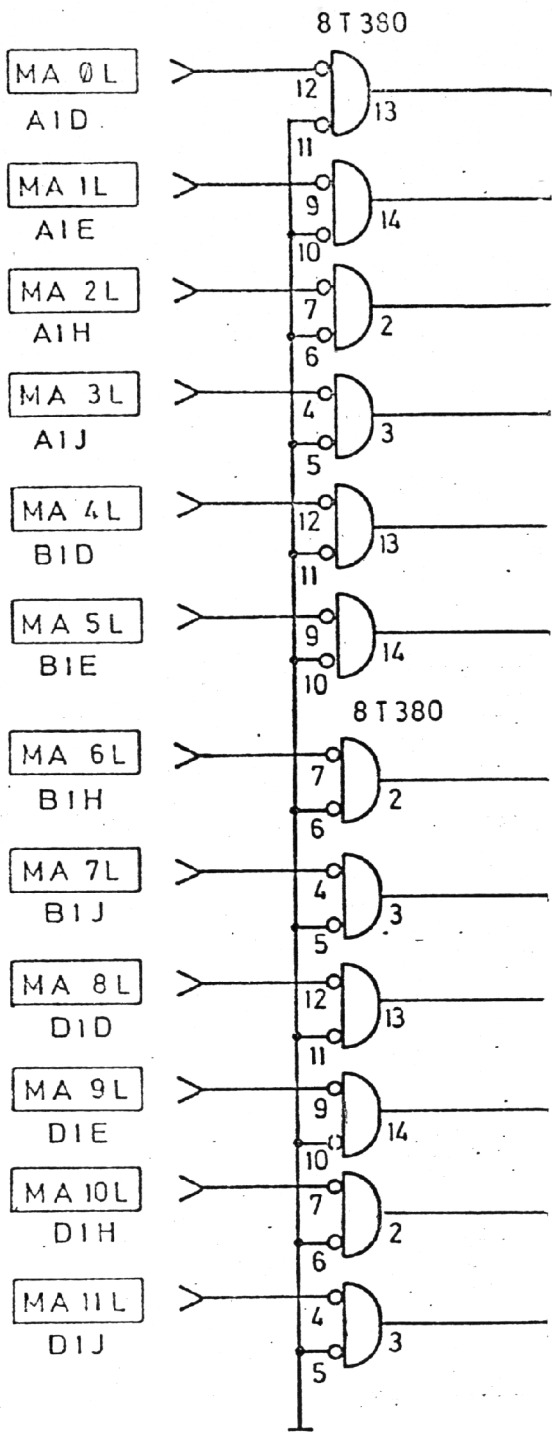 8T380
MA 0L
12
13
A1D
11
MA 1L
9
14
A1E
10
MA 2L
7
2
A1H
6
MA 3L
4
3
A1J
5
MA 4L
12
13
B1D
11
MA 5L
9
14
B1E
10
8T380
MA 6L
7
2
B1H
6
MA 7L
4
3
B1J
5
MA 8L
12
13
D1D
11
MA 9L
9
14
D1E
10
MA 10L
7
2
D1H
6
MA 11L
4
3
D1J
5